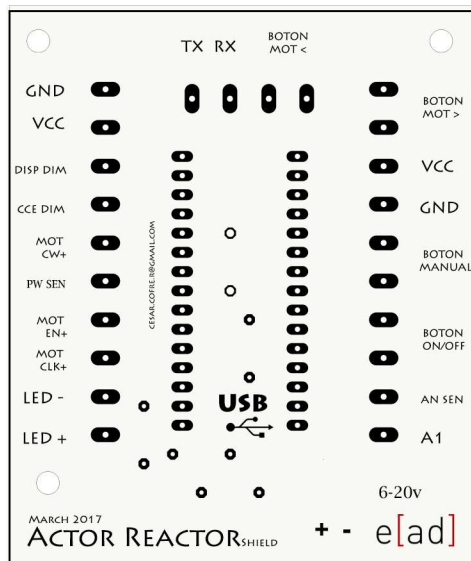 TX RX
BOTON
MOT <
GND
VCC
DISP DIM
CCE DIM
MOT
CW+
PW SEN
MOT
EN+
MOT
CLK+
LED -
LED +
CESAR.COFRE.R@GMAIL.COM
USB
BOTON
MOT >
VCC
GND
BOTON
MANUAL
BOTON
ON/OFF
AN SEN
A1
6-20v
MARCH 2017
ACTOR REACTOR SHIELD
+ -
e[ad]